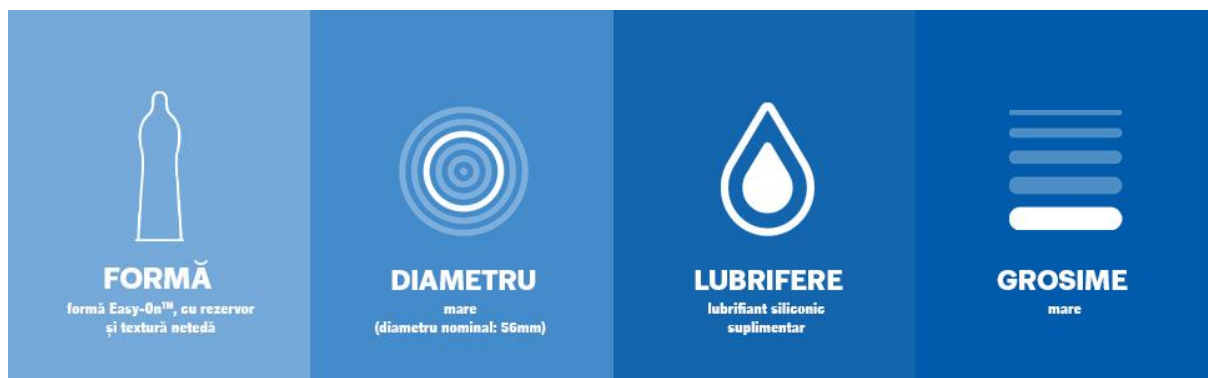 FORMĂ
formă Easy-On™, cu rezervor
și textură netedă
DIAMETRU
mare
(diametru nominal: 56mm)
LUBRIFERE
lubrifiant siliconic
suplimentar
GROSIME
mare